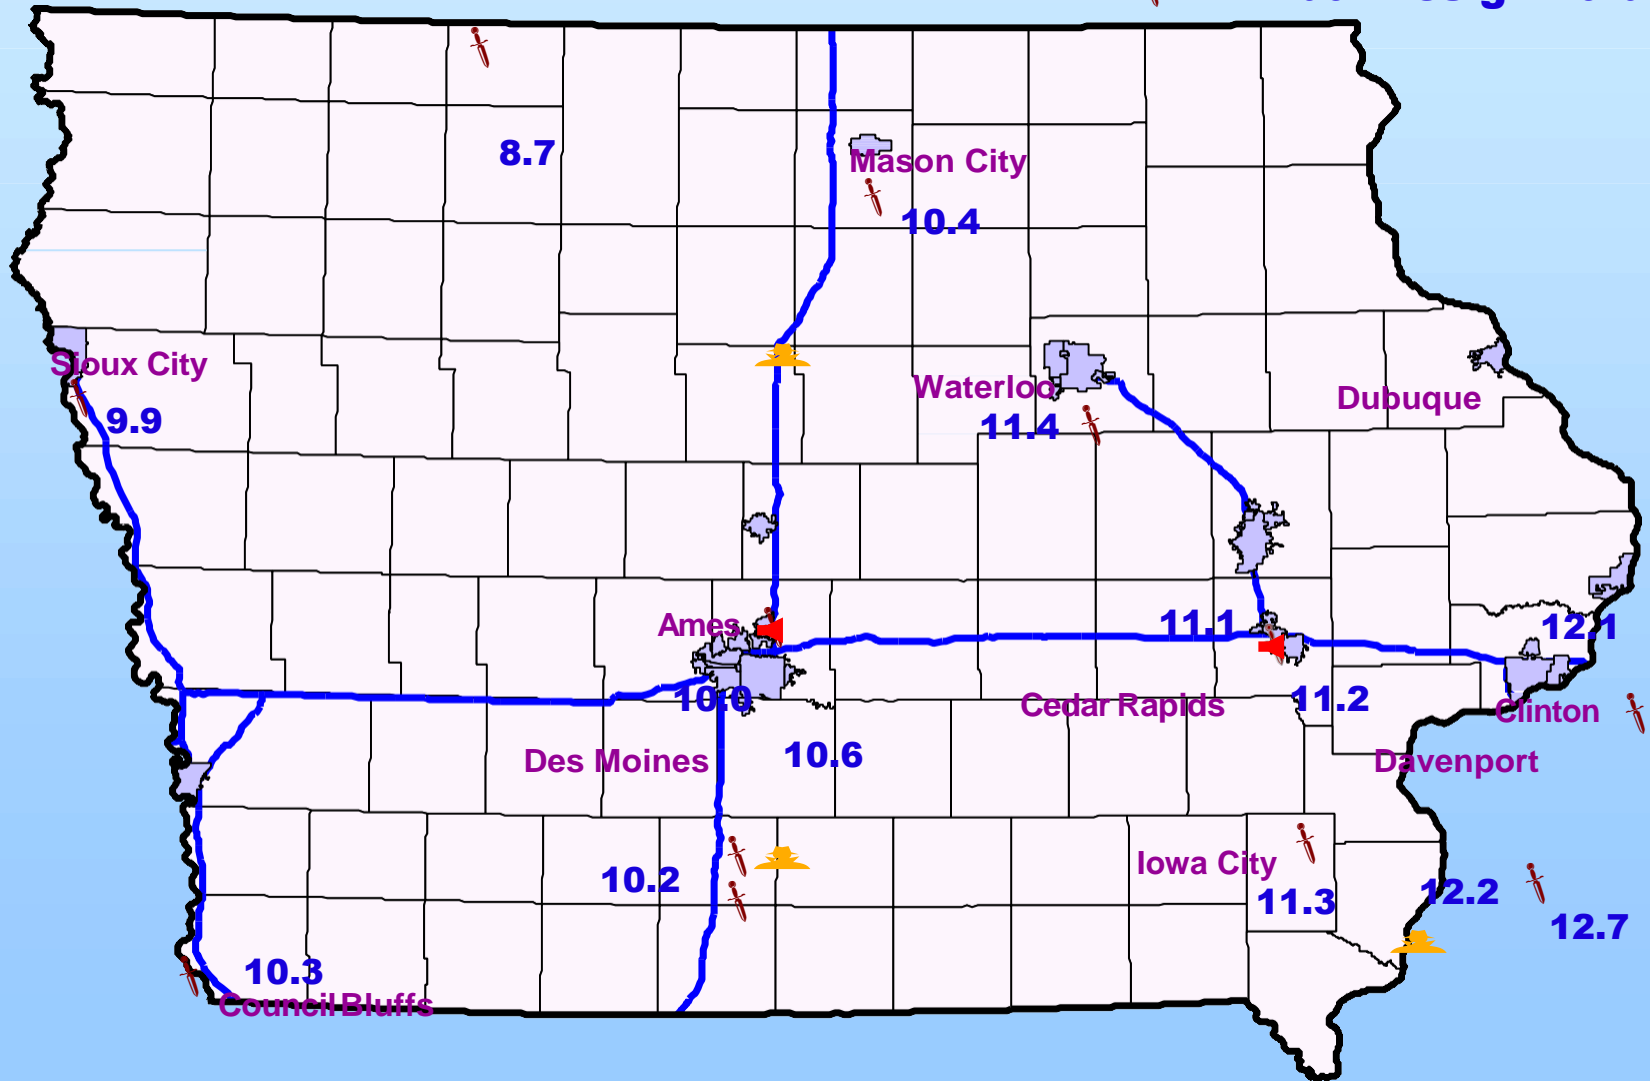 8.7
Mason City
10.4
Sioux City
9.9
Waterloo
11.4
Dubuque
Ames
11.1
12.1
10.0
Cedar Rapids
11.2
Clinton
Des Moines
10.6
Davenport
10.2
Iowa City
11.3
12.2
12.7
10.3
Council Bluffs